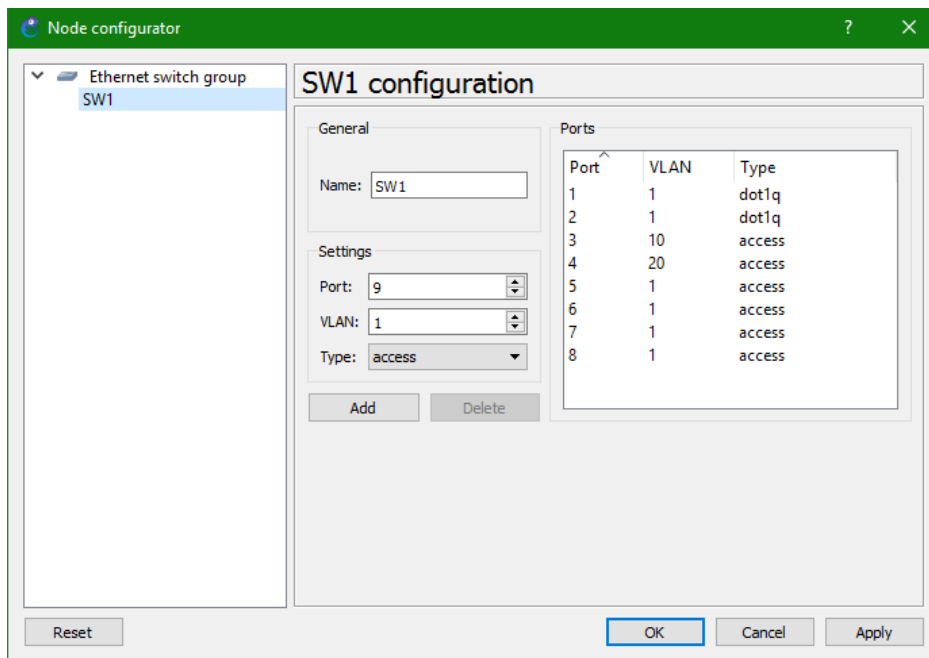 Node configurator
Ethernet switch group
SW1
SW1 configuration
General
Name: SW1
Settings
Port: 9
VLAN: 1
Type: access
Add Delete
Ports
Port VLAN Type
1 1 dot1q
2 1 dot1q
3 10 access
4 20 access
5 1 access
6 1 access
7 1 access
8 1 access
Reset OK Cancel Apply